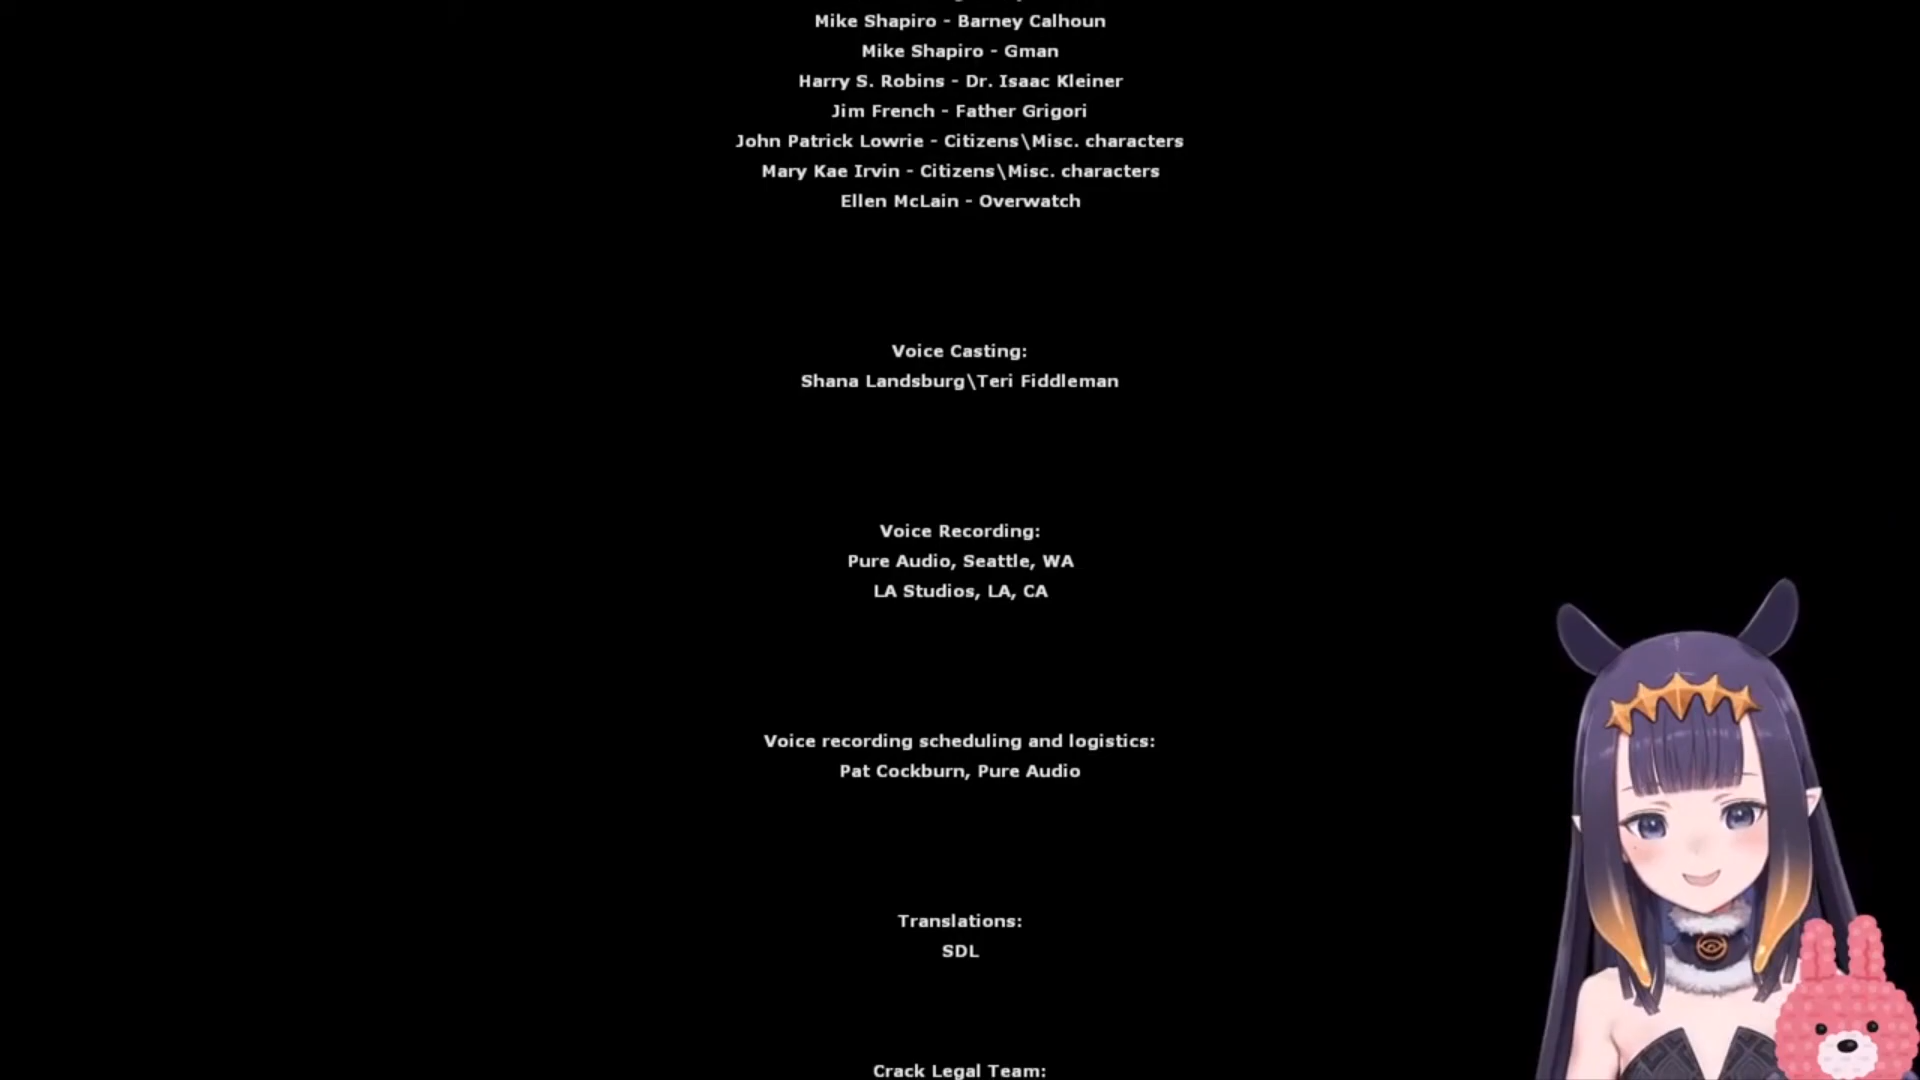 Mike Shapiro - Barney Calhoun
Mike Shapiro - Gman
Harry S. Robins - Dr. Isaac Kleiner
Jim French - Father Grigori
John Patrick Lowrie - Citizens\Misc. characters
Mary Kae Irvin - Citizens\Misc. characters
Ellen McLain - Overwatch
Voice Casting:
Shana Landsburg\Teri Fiddleman
Voice Recording:
Pure Audio, Seattle, WA
LA Studios, LA, CA
Voice recording scheduling and logistics:
Pat Cockburn, Pure Audio
Translations:
SDL
Crack Legal Team: